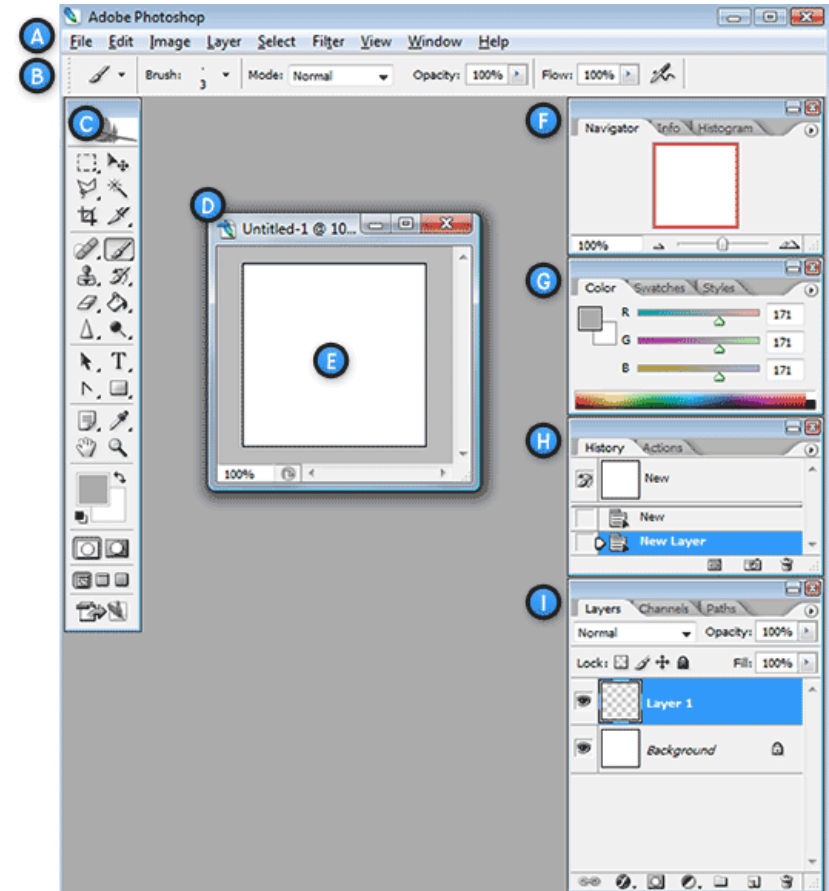 Adobe Photoshop
A
File Edit Image Layer Select Filter View Window Help
B
Brush: 3 Mode: Normal Opacity: 100% Flow: 100%
C
D
Untitled-1 @ 10...
E
100%
F
Navigator Info Histogram
100%
G
Color Swatches Styles
R 171
G 171
B 171
H
History Actions
New
New
New Layer
I
Layers Channels Paths
Normal Opacity: 100%
Lock: Fill: 100%
Layer 1
Background